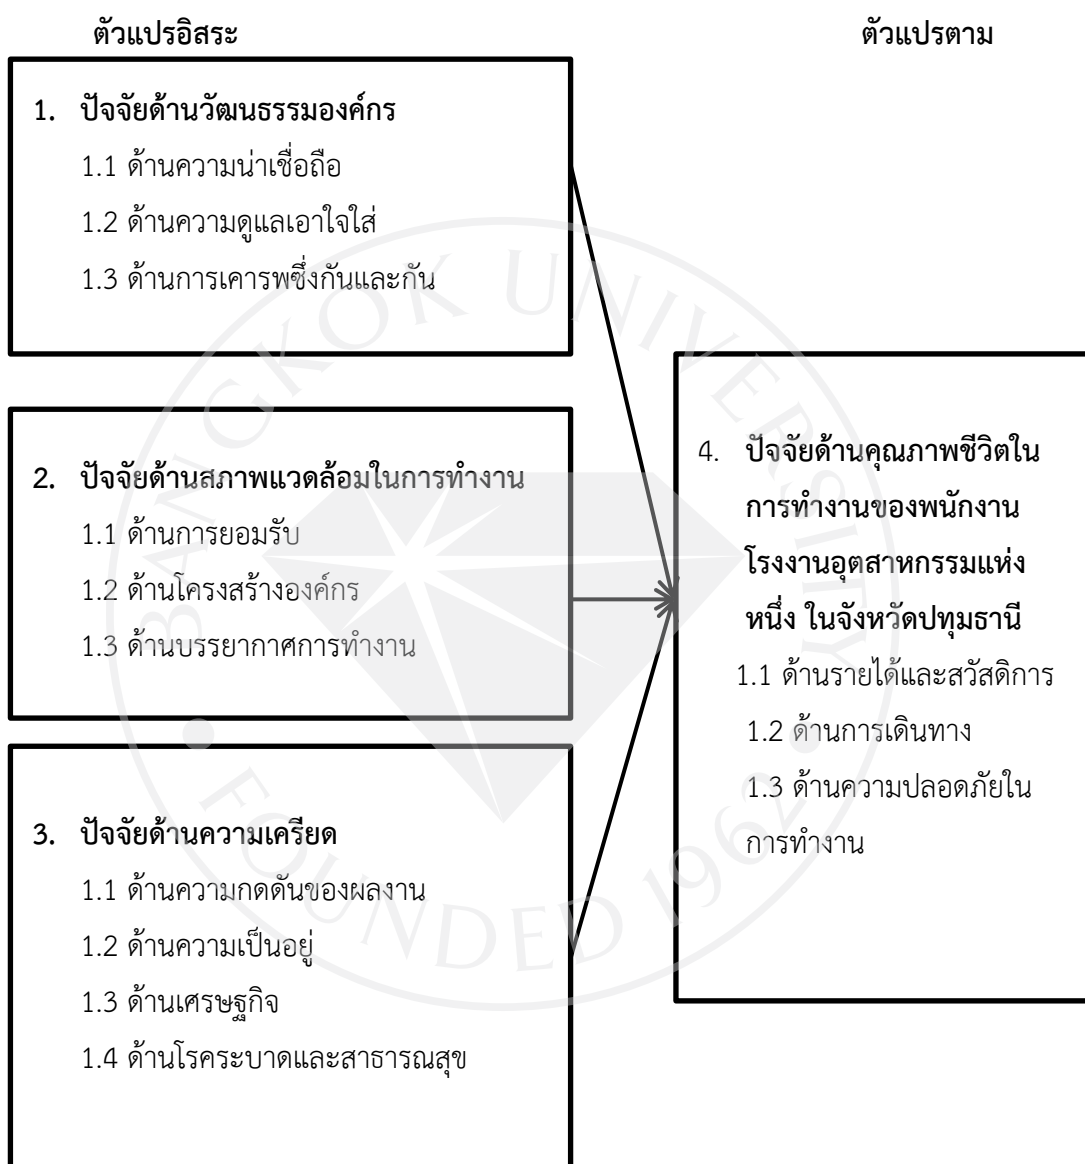 ตัวแปรอิสระ
ตัวแปรตาม
1. ปัจจัยด้านวัฒนธรรมองค์กร
1.1 ด้านความน่าเชื่อถือ
1.2 ด้านความดูแลเอาใจใส่
1.3 ด้านการเคารพซึ่งกันและกัน
2. ปัจจัยด้านสภาพแวดล้อมในการทำงาน
1.1 ด้านการยอมรับ
1.2 ด้านโครงสร้างองค์กร
1.3 ด้านบรรยากาศการทำงาน
3. ปัจจัยด้านความเครียด
1.1 ด้านความกดดันของผลงาน
1.2 ด้านความเป็นอยู่
1.3 ด้านเศรษฐกิจ
1.4 ด้านโรคระบาดและสาธารณสุข
4. ปัจจัยด้านคุณภาพชีวิตใน
การทำงานของพนักงาน
โรงงานอุตสาหกรรมแห่ง
หนึ่ง ในจังหวัดปทุมธานี
1.1 ด้านรายได้และสวัสดิการ
1.2 ด้านการเดินทาง
1.3 ด้านความปลอดภัยใน
การทำงาน
BANGKOK UNIVERSITY
FOUNDED 1962